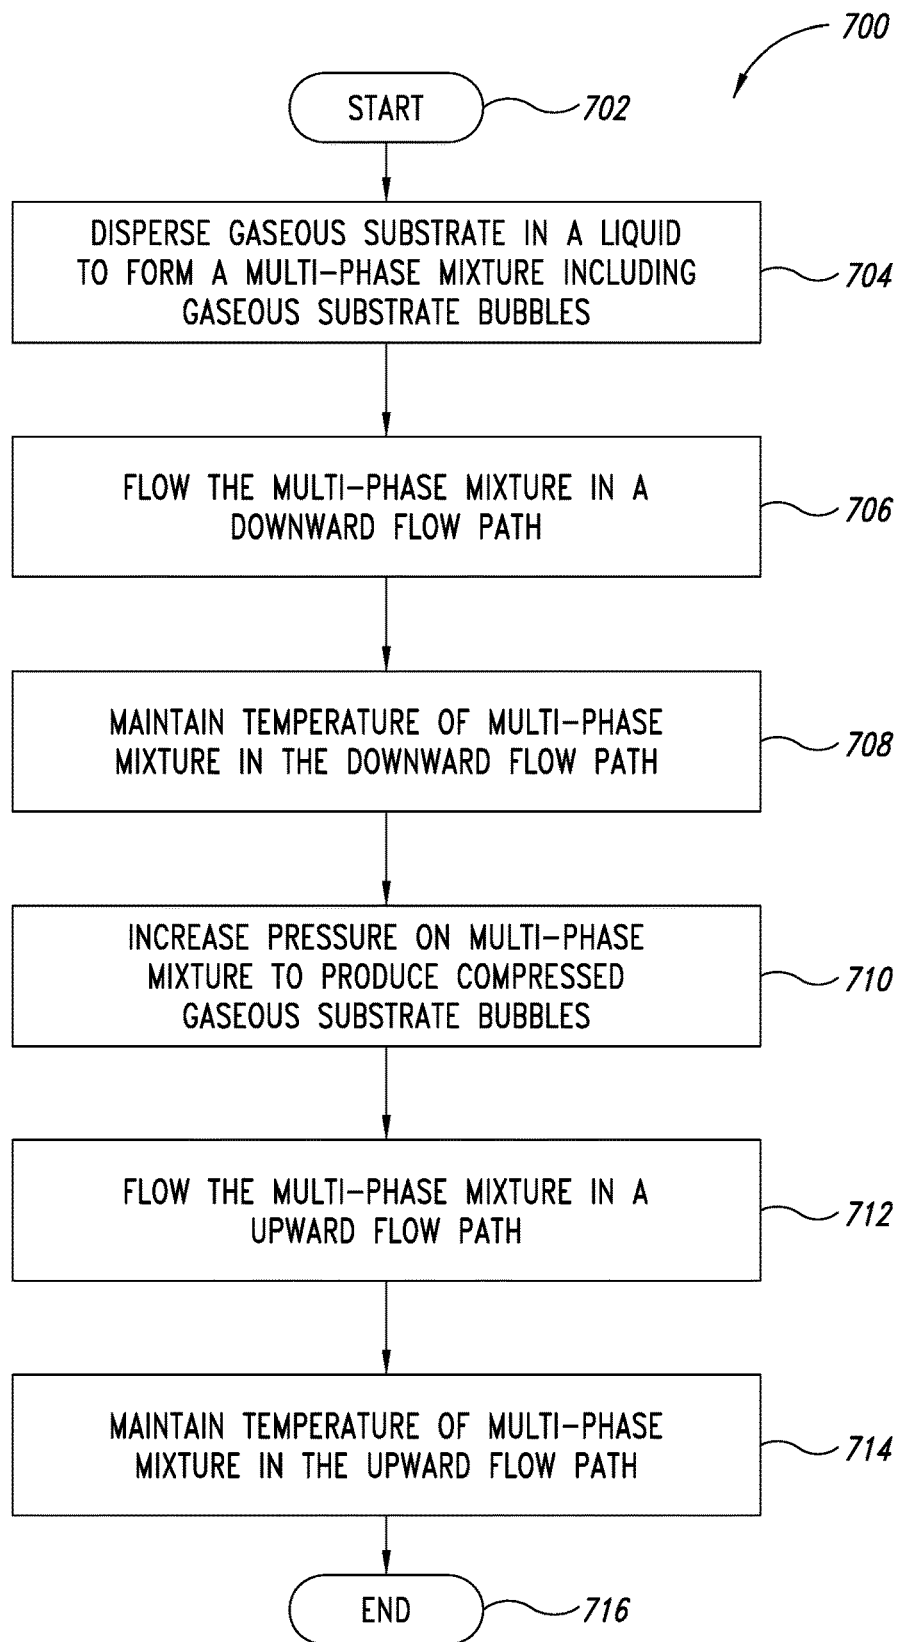 700
START
702
DISPERSE GASEOUS SUBSTRATE IN A LIQUID
TO FORM A MULTI-PHASE MIXTURE INCLUDING
GASEOUS SUBSTRATE BUBBLES
704
FLOW THE MULTI-PHASE MIXTURE IN A
DOWNWARD FLOW PATH
706
MAINTAIN TEMPERATURE OF MULTI-PHASE
MIXTURE IN THE DOWNWARD FLOW PATH
708
INCREASE PRESSURE ON MULTI-PHASE
MIXTURE TO PRODUCE COMPRESSED
GASEOUS SUBSTRATE BUBBLES
710
FLOW THE MULTI-PHASE MIXTURE IN A
UPWARD FLOW PATH
712
MAINTAIN TEMPERATURE OF MULTI-PHASE
MIXTURE IN THE UPWARD FLOW PATH
714
END
716